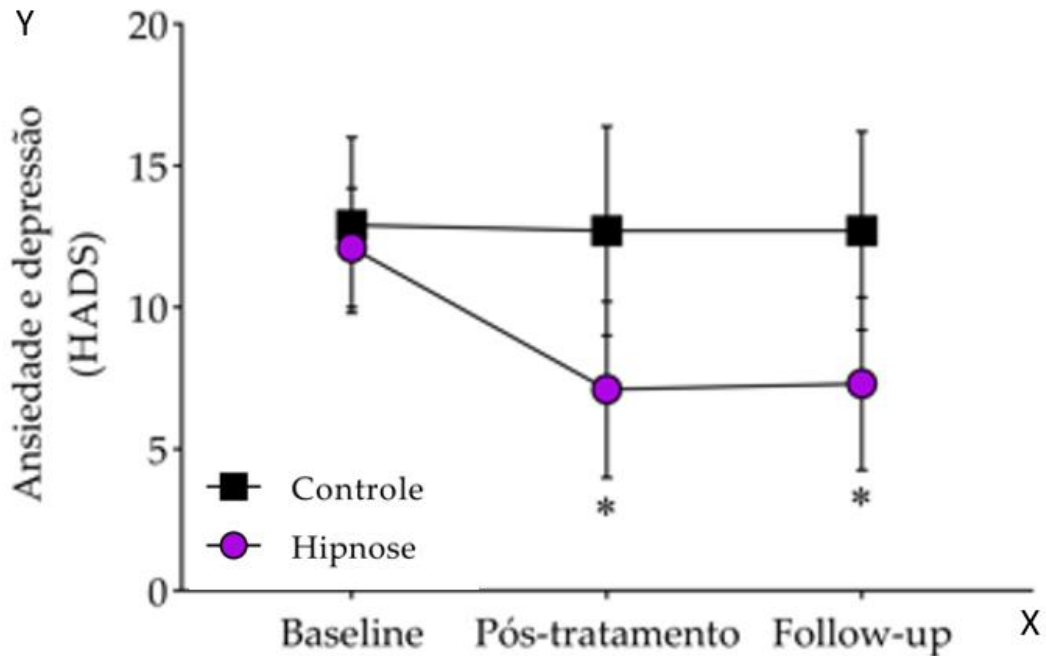 Y
20
15
10
5
0
Ansiedade e depressão
(HADS)
Controle
*
*
Hipnose
Baseline Pós-tratamento Follow-up
X